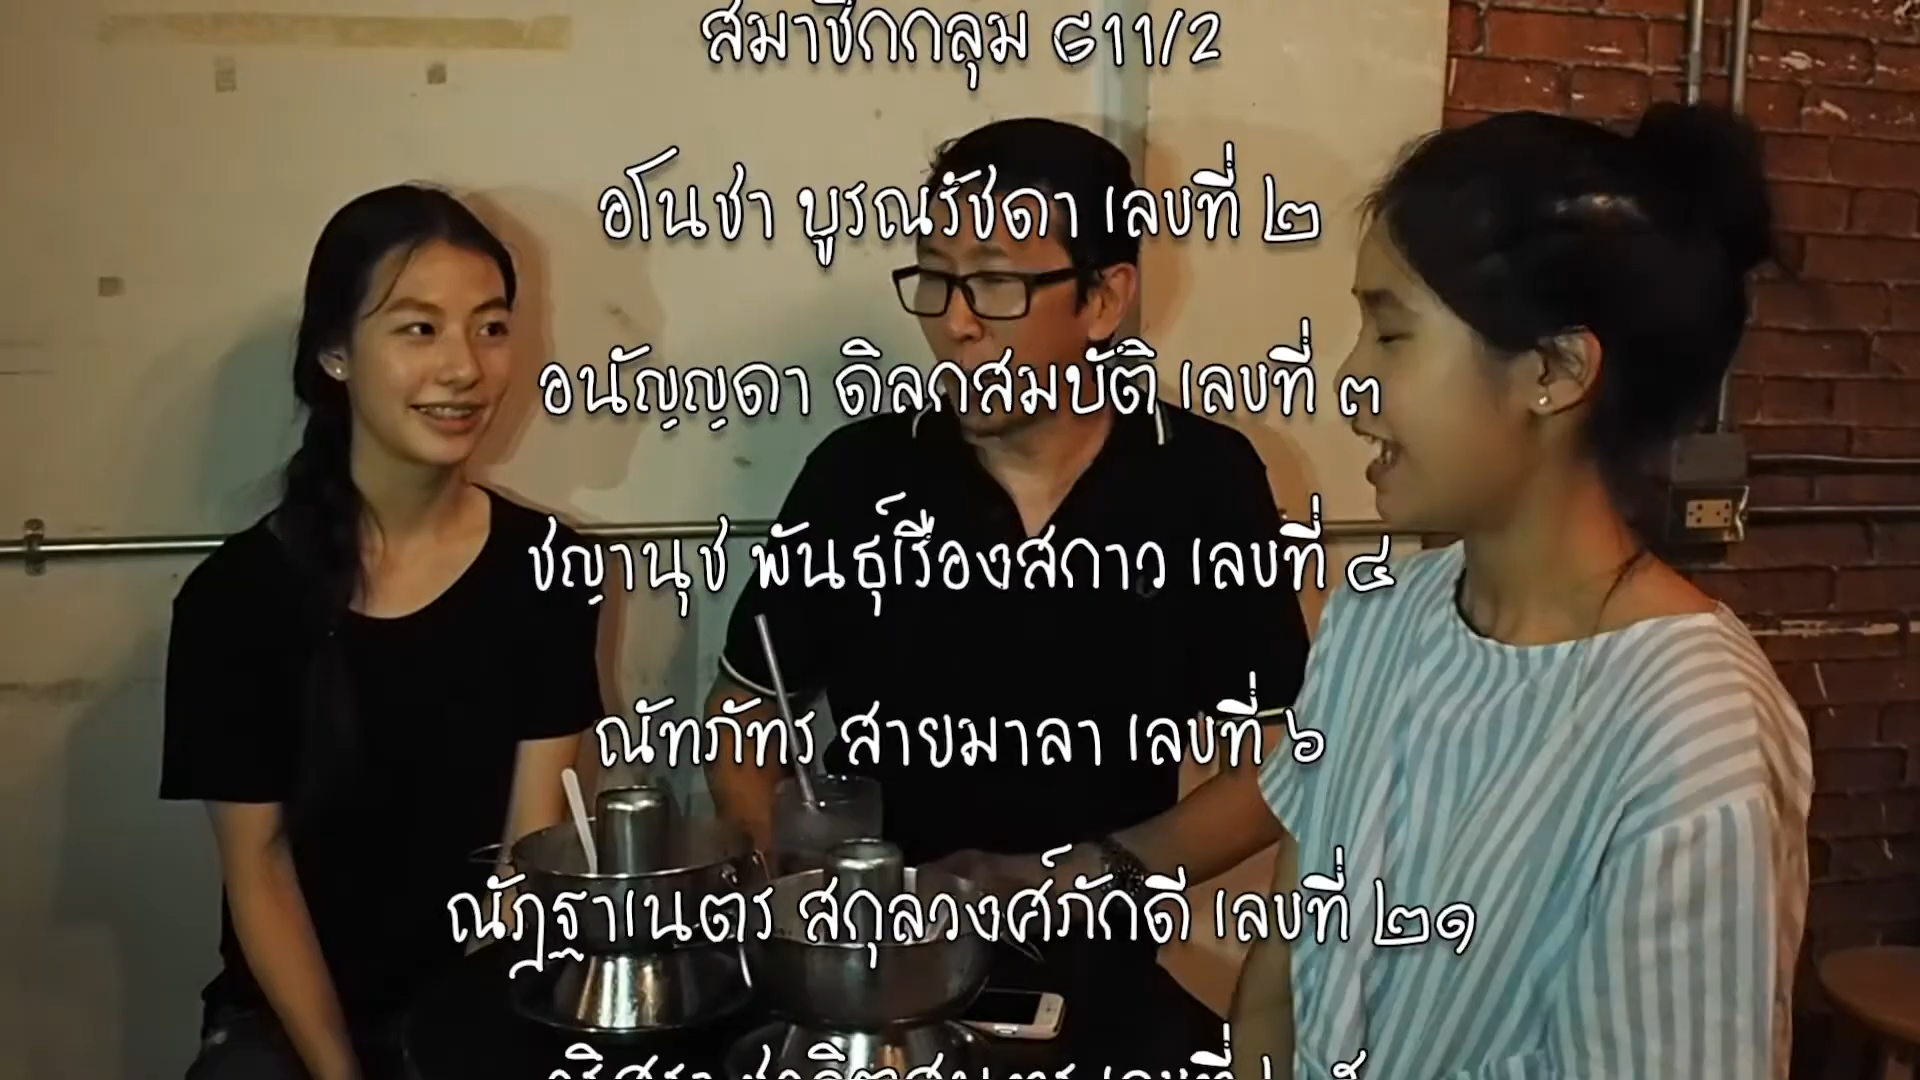 สมาชิกกลุ่ม G11/2
อโนชา บูรณรัชดา เลขที่ ๒
อนัญญดา ดิลกสมบัติ เลขที่ ๓
ชญานุช พันธุ์เรืองสกาว เลขที่ ๔
ณัทภัทร สายมาลา เลขที่ ๖
ณัฏฐาเนตร สกุลวงศ์ภักดี เลขที่ ๒๑
เลขที่